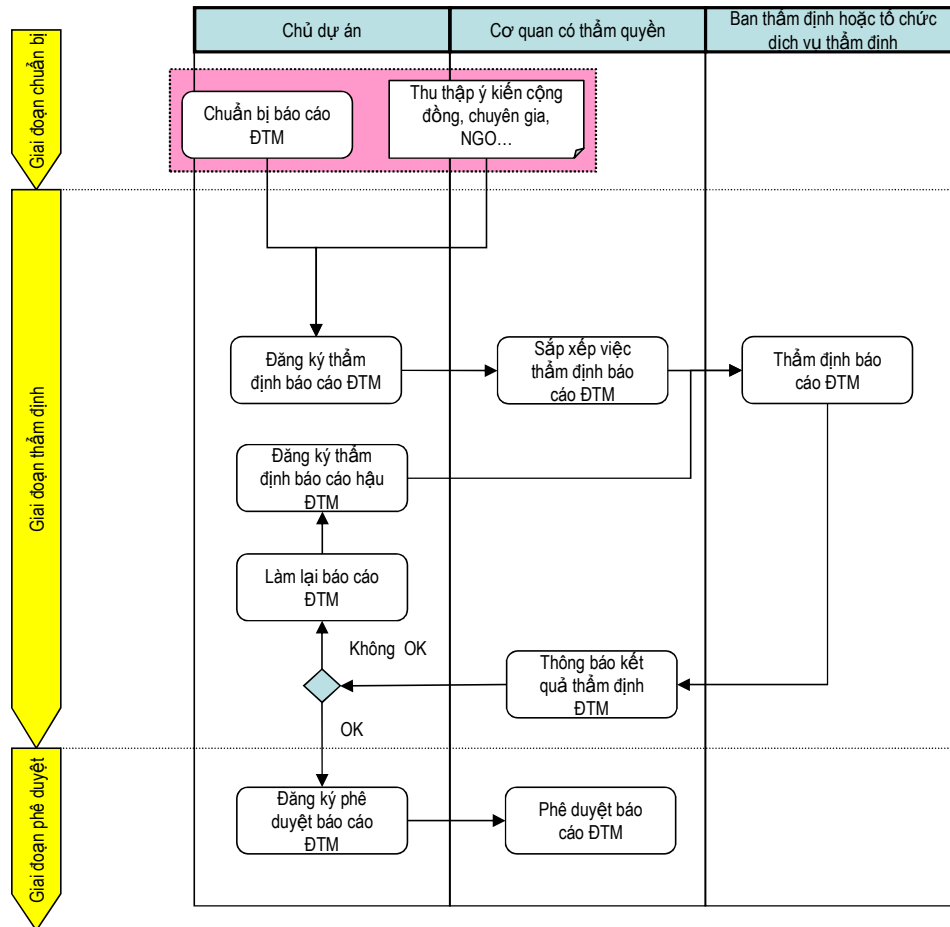 Chủ dự án
Cơ quan có thẩm quyền
Ban thẩm định hoặc tổ chức
dịch vụ thẩm định
Giai đoạn chuẩn bị
Chuẩn bị báo cáo
ĐTM
Thu thập ý kiến cộng
đồng, chuyên gia,
NGO…
Giai đoạn thẩm định
Đăng ký thẩm
định báo cáo ĐTM
Sắp xếp việc
thẩm định báo
cáo ĐTM
Thẩm định báo
cáo ĐTM
Đăng ký thẩm
định báo cáo hậu
ĐTM
Làm lại báo cáo
ĐTM
Không OK
Thông báo kết
quả thẩm định
ĐTM
OK
Giai đoạn phê duyệt
Đăng ký phê
duyệt báo cáo
ĐTM
Phê duyệt báo
cáo ĐTM